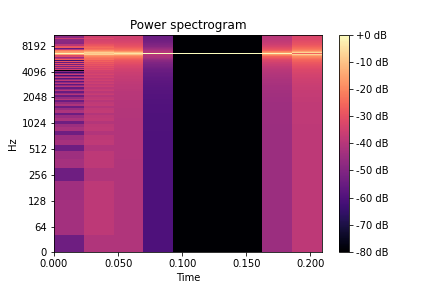 Power spectrogram
8192
4096
2048
1024
512
256
128
64
0
Hz
0.000 0.050 0.100 0.150 0.200
Time
+0 dB
-10 dB
-20 dB
-30 dB
-40 dB
-50 dB
-60 dB
-70 dB
-80 dB